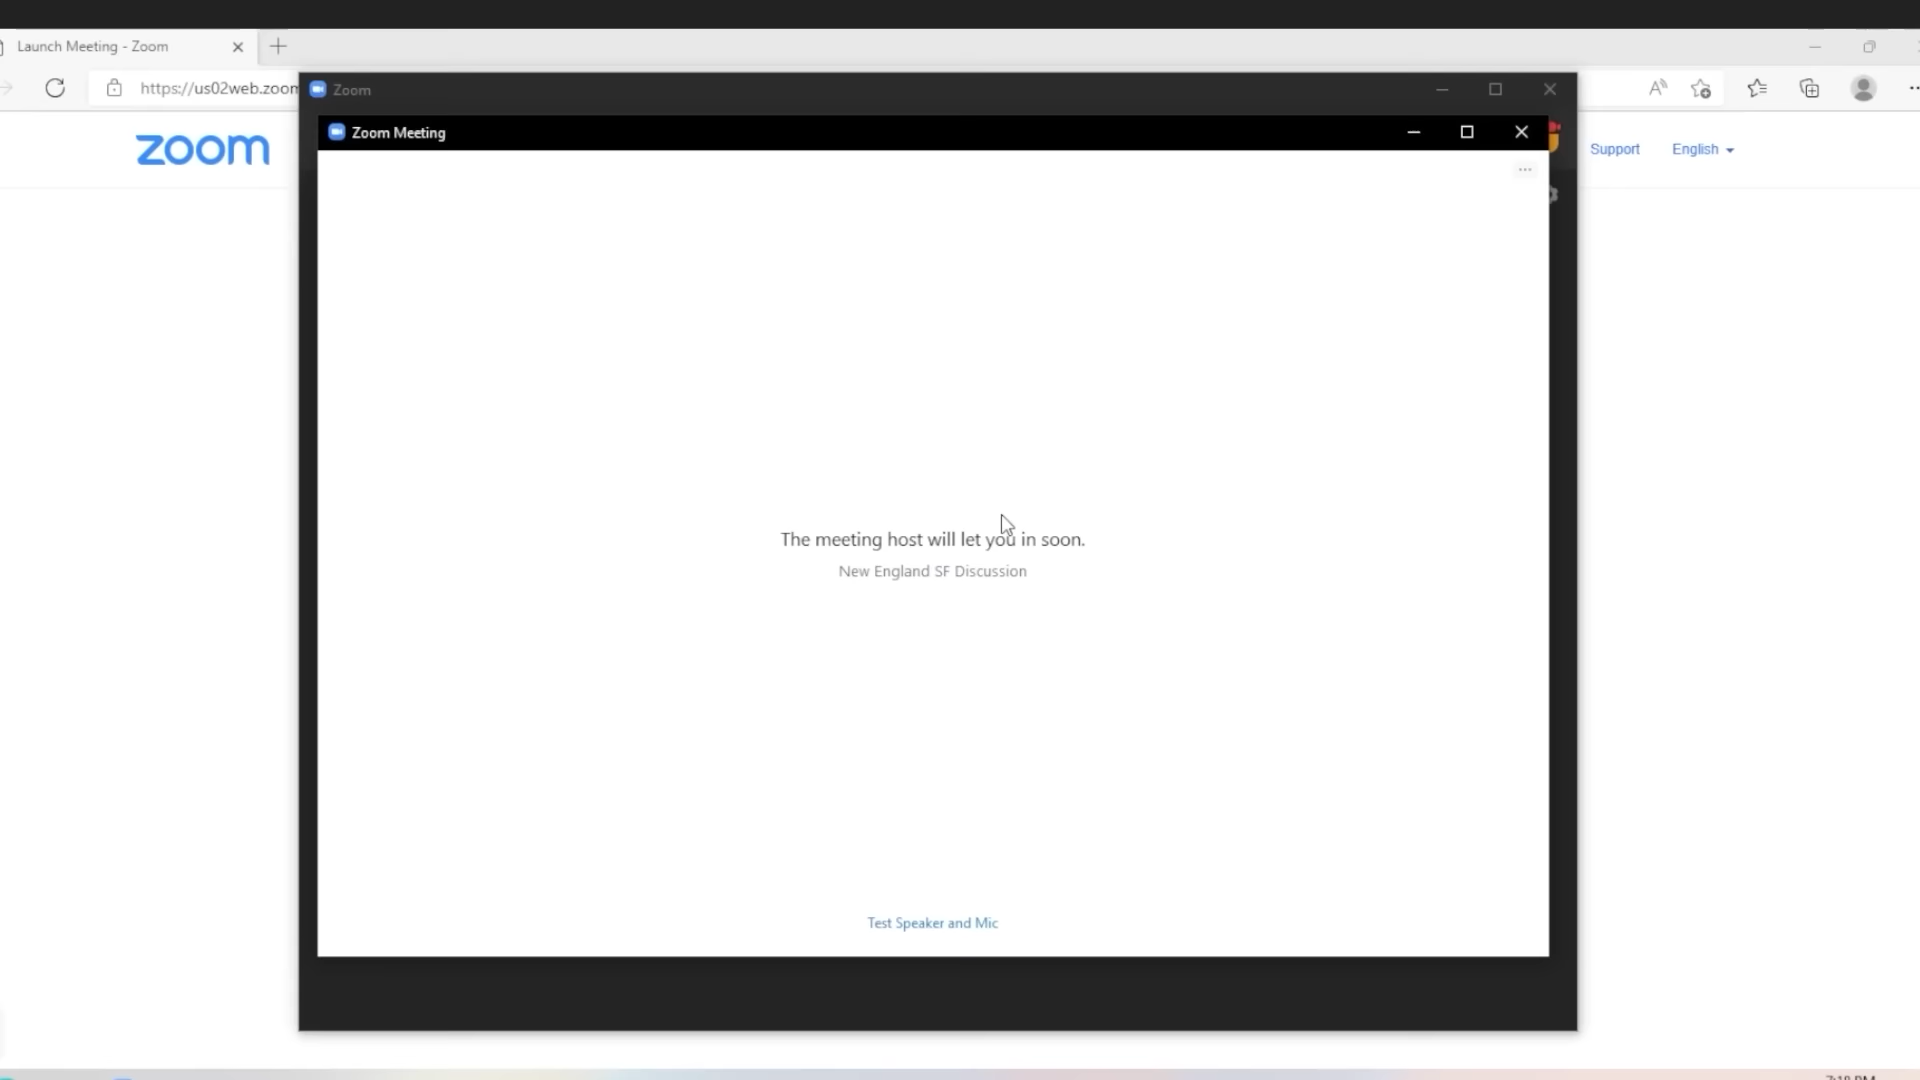 Launch Meeting - Zoom
https://us02web.zoom
Zoom
zoom
Zoom Meeting
Support
English
The meeting host will let you in soon.
New England SF Discussion
Test Speaker and Mic